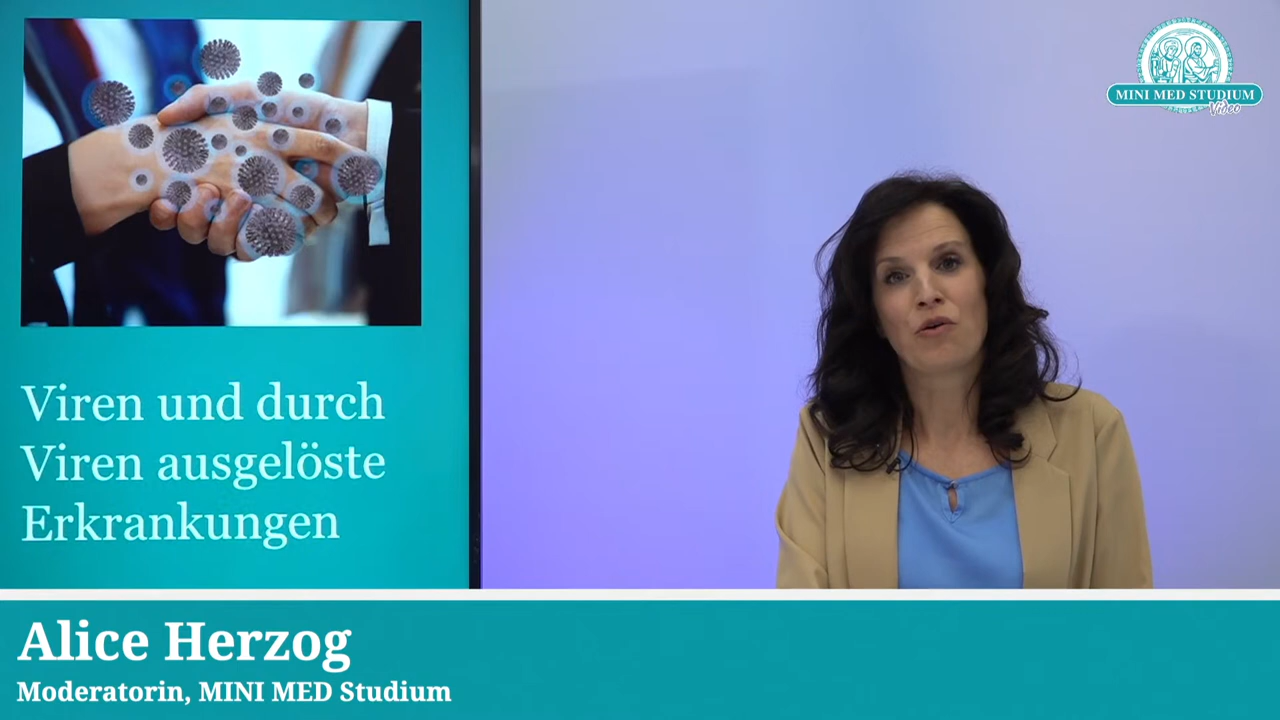 MINI MED STUDIUM
Video
Viren und durch
Viren ausgelöste
Erkrankungen
Alice Herzog
Moderatorin, MINI MED Studium